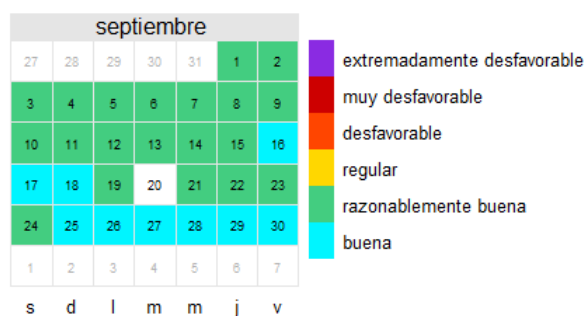 septiembre
27 28 29 30 31 1 2
3 4 5 6 7 8 9
10 11 12 13 14 15 16
17 18 19 20 21 22 23
24 25 26 27 28 29 30
1 2 3 4 5 6 7
s d l m m j v
extremadamente desfavorable
muy desfavorable
desfavorable
regular
razonablemente buena
buena